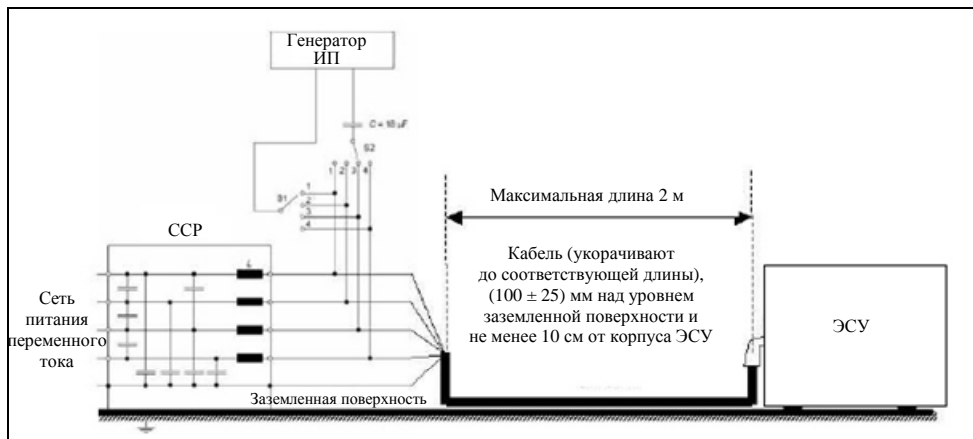 Генератор
ИП
C = 18 µF
S2
1
2
3
4
S1
1
2
3
4
Максимальная длина 2 м
ССР
L
Кабель (укорачивают
до соответствующей длины),
(100 ± 25) мм над уровнем
заземленной поверхности и
не менее 10 см от корпуса ЭСУ
Сеть
питания
переменного
тока
ЭСУ
Заземленная поверхность